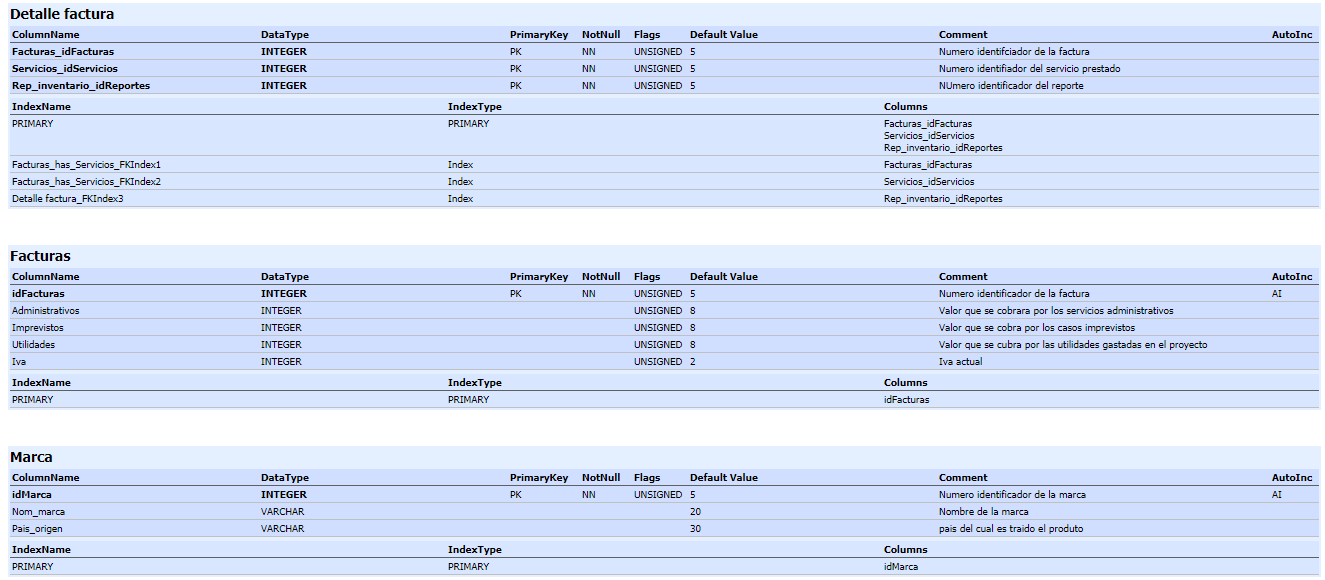 Detalle factura
ColumnName DataType PrimaryKey NotNull Flags Default Value Comment AutoInc
Facturas_idFacturas INTEGER PK NN UNSIGNED 5 Numero identifciador de la factura
Servicios_idServicios INTEGER PK NN UNSIGNED 5 Numero identifiador del servicio prestado
Rep_inventario_idReportes INTEGER PK NN UNSIGNED 5 NUmero identificador del reporte
IndexName IndexType Columns
PRIMARY PRIMARY Facturas_idFacturas
Servicios_idServicios
Rep_inventario_idReportes
Facturas_has_Servicios_FKIndex1 Index Facturas_idFacturas
Facturas_has_Servicios_FKIndex2 Index Servicios_idServicios
Detalle factura_FKIndex3 Index Rep_inventario_idReportes
Facturas
ColumnName DataType PrimaryKey NotNull Flags Default Value Comment AutoInc
idFacturas INTEGER PK NN UNSIGNED 5 Numero identificador de la factura AI
Administrativos INTEGER UNSIGNED 8 Valor que se cobrara por los servicios administrativos
Imprevistos INTEGER UNSIGNED 8 Valor que se cobra por los casos imprevistos
Utilidades INTEGER UNSIGNED 8 Valor que se cubra por las utilidades gastadas en el proyecto
Iva INTEGER UNSIGNED 2 Iva actual
IndexName IndexType Columns
PRIMARY PRIMARY idFacturas
Marca
ColumnName DataType PrimaryKey NotNull Flags Default Value Comment AutoInc
idMarca INTEGER PK NN UNSIGNED 5 Numero identificador de la marca AI
Nom_marca VARCHAR 20 Nombre de la marca
Pais_origen VARCHAR 30 pais del cual es traido el produto
IndexName IndexType Columns
PRIMARY PRIMARY idMarca